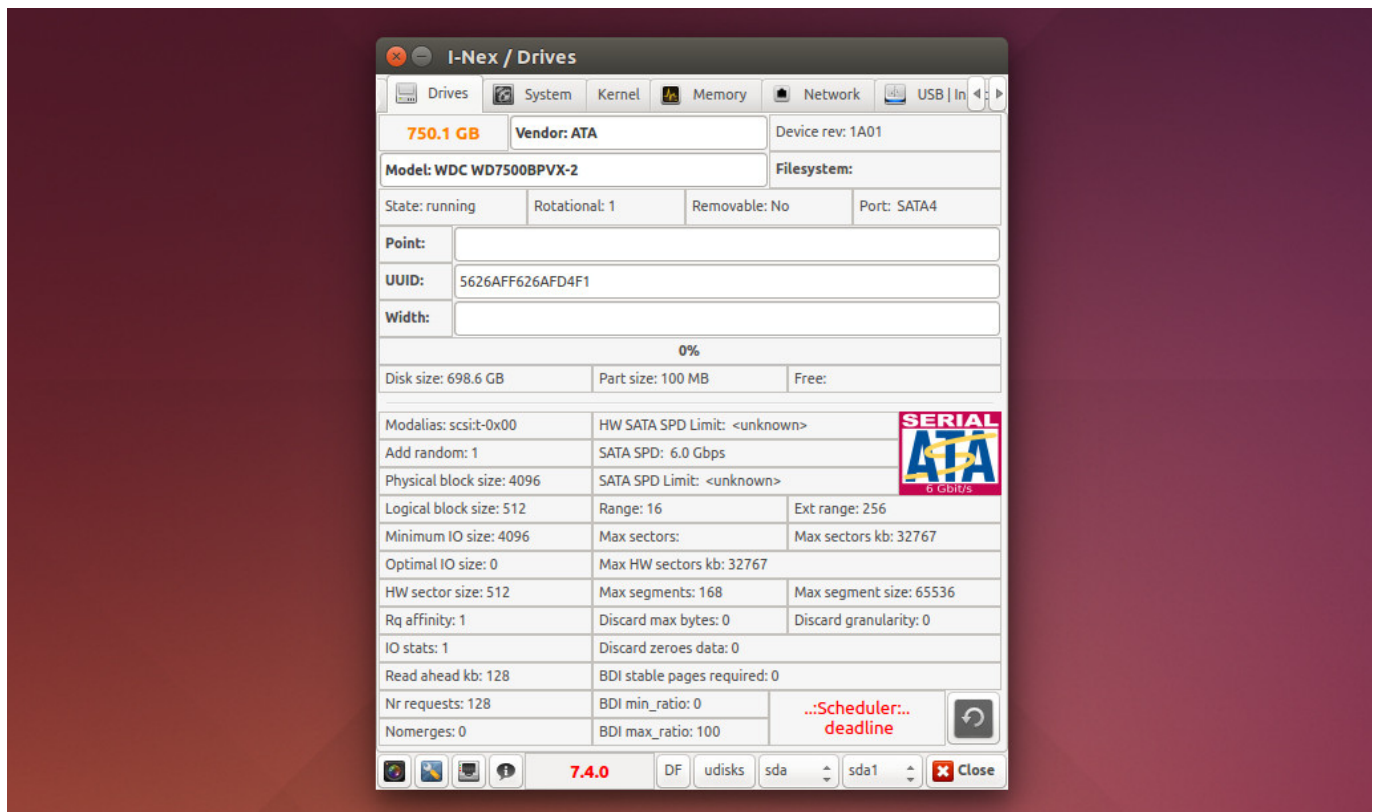 I-Nex / Drives
Drives System Kernel Memory Network USB | In
750.1 GB Vendor: ATA Device rev: 1A01
Model: WDC WD7500BPVX-2 Filesystem:
State: running Rotational: 1 Removable: No Port: SATA4
Point:
UUID: 5626AFF626AFD4F1
Width:
0%
Disk size: 698.6 GB Part size: 100 MB Free:
Modalias: scsi:t-0x00 HW SATA SPD Limit: <unknown>
SERIAL
ATA
6 Gbit/s
Add random: 1 SATA SPD: 6.0 Gbps
Physical block size: 4096 SATA SPD Limit: <unknown>
Logical block size: 512 Range: 16 Ext range: 256
Minimum IO size: 4096 Max sectors: Max sectors kb: 32767
Optimal IO size: 0 Max HW sectors kb: 32767
HW sector size: 512 Max segments: 168 Max segment size: 65536
Rq affinity: 1 Discard max bytes: 0 Discard granularity: 0
IO stats: 1 Discard zeroes data: 0
Read ahead kb: 128 BDI stable pages required: 0
Nr requests: 128 BDI min_ratio: 0 ..:Scheduler:..
Nomerges: 0 BDI max_ratio: 100 deadline
7.4.0 DF udisks sda sda1 Close